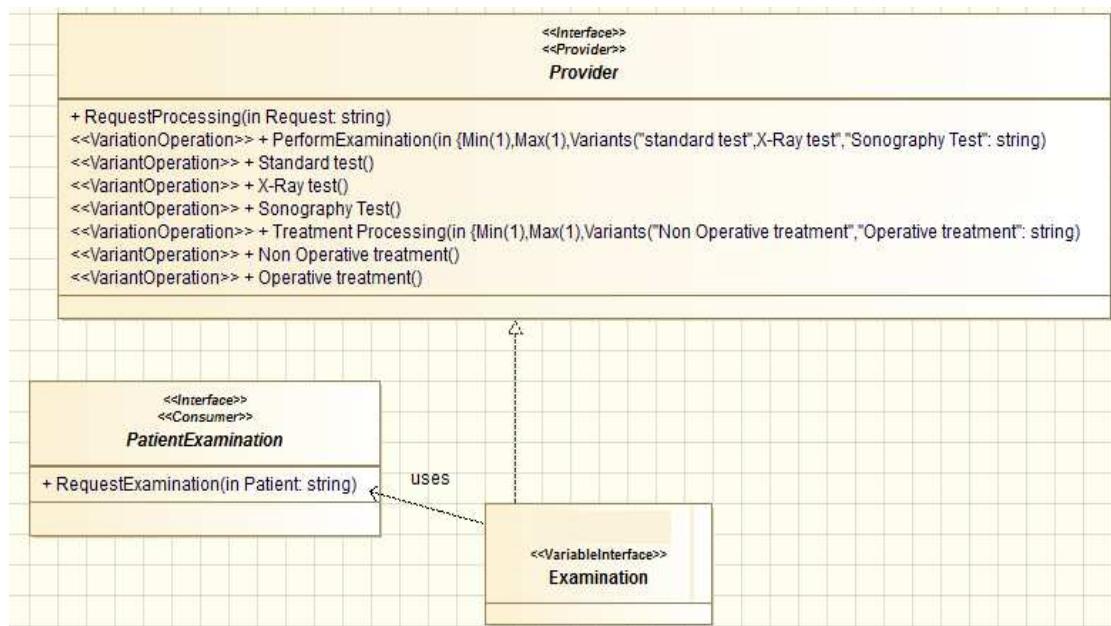 <<Interface>>
<<Provider>>
Provider
+ RequestProcessing(in Request: string)
<<VariationOperation>> + PerformExamination(in {Min(1),Max(1),Variants("standard test",X-Ray test","Sonography Test": string)
<<VariantOperation>> + Standard test()
<<VariantOperation>> + X-Ray test()
<<VariantOperation>> + Sonography Test()
<<VariationOperation>> + Treatment Processing(in {Min(1),Max(1),Variants("Non Operative treatment","Operative treatment": string)
<<VariantOperation>> + Non Operative treatment()
<<VariantOperation>> + Operative treatment()
<<Interface>>
<<Consumer>>
PatientExamination
+ RequestExamination(in Patient: string)
uses
<<VariableInterface>>
Examination